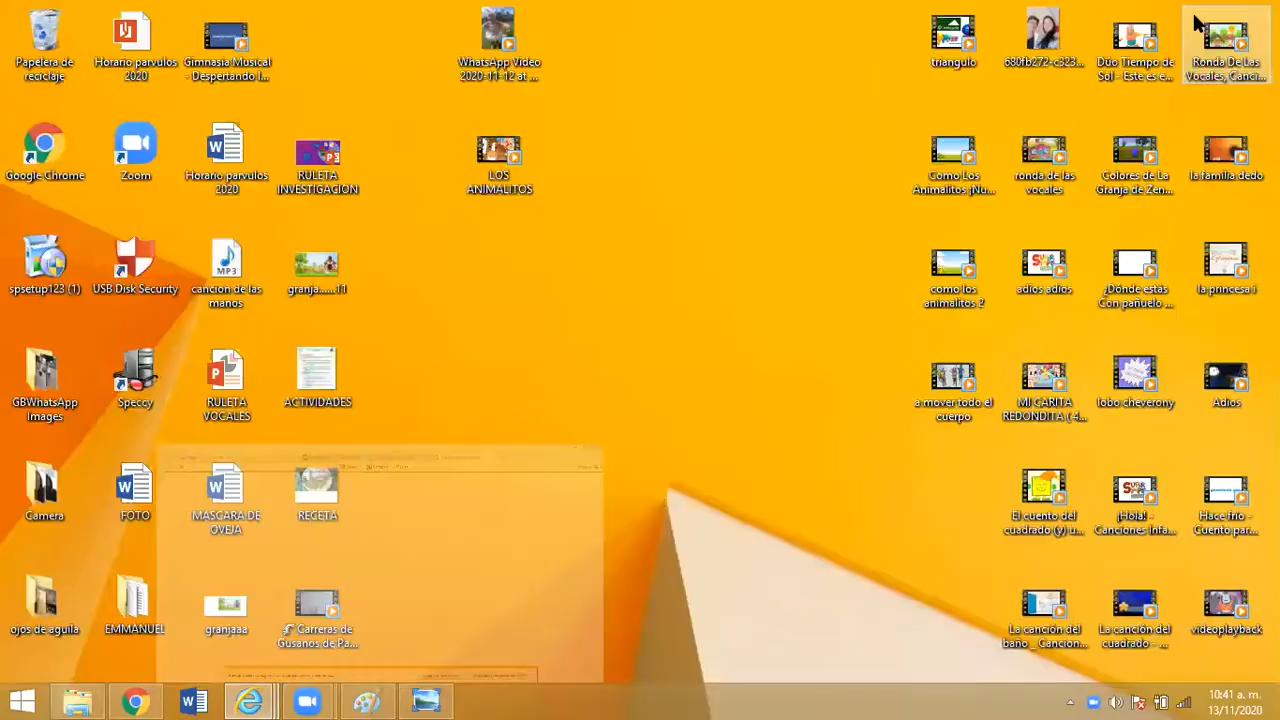 Papelera de
reciclaje
Horario parvulos
2020
Gimnasia Musical
- Despertando l...
WhatsApp Video
2020-11-12 at ...
triangulo
680fb272-c323...
Dúo Tiempo de
Sol - Este es e...
Ronda De Las
Vocales, Canci...
Google Chrome
Zoom
Horario parvulos
2020
RULETA
INVESTIGACION
LOS
ANIMALITOS
Como Los
Animalitos ¡Nu...
ronda de las
vocales
Colores de La
Granja de Zen...
la familia dedo
spsetup123 (1)
USB Disk Security
MP3
cancion de las
manos
granja......11
como los
animalitos 2
adios adios
¿Dónde estás
Con pañuelo ...
la princesa i
GBWhatsApp
Images
Speccy
RULETA
VOCALES
ACTIVIDADES
a mover todo el
cuerpo
MI CARITA
REDONDITA ( 4...
lobo cheverony
Adios
Camera
FOTO
MASCARA DE
OVEJA
RECETA
El cuento del
cuadrado (y) u...
¡Hola! -
Canciones Infa...
Hace frío -
Cuento par...
ojos de aguila
EMMANUEL
granjaaa
Carreras de
Gusanos de Pa...
La canción del
baño _ Cancion...
La canción del
cuadrado - ...
videoplayback
10:41 a. m.
13/11/2020